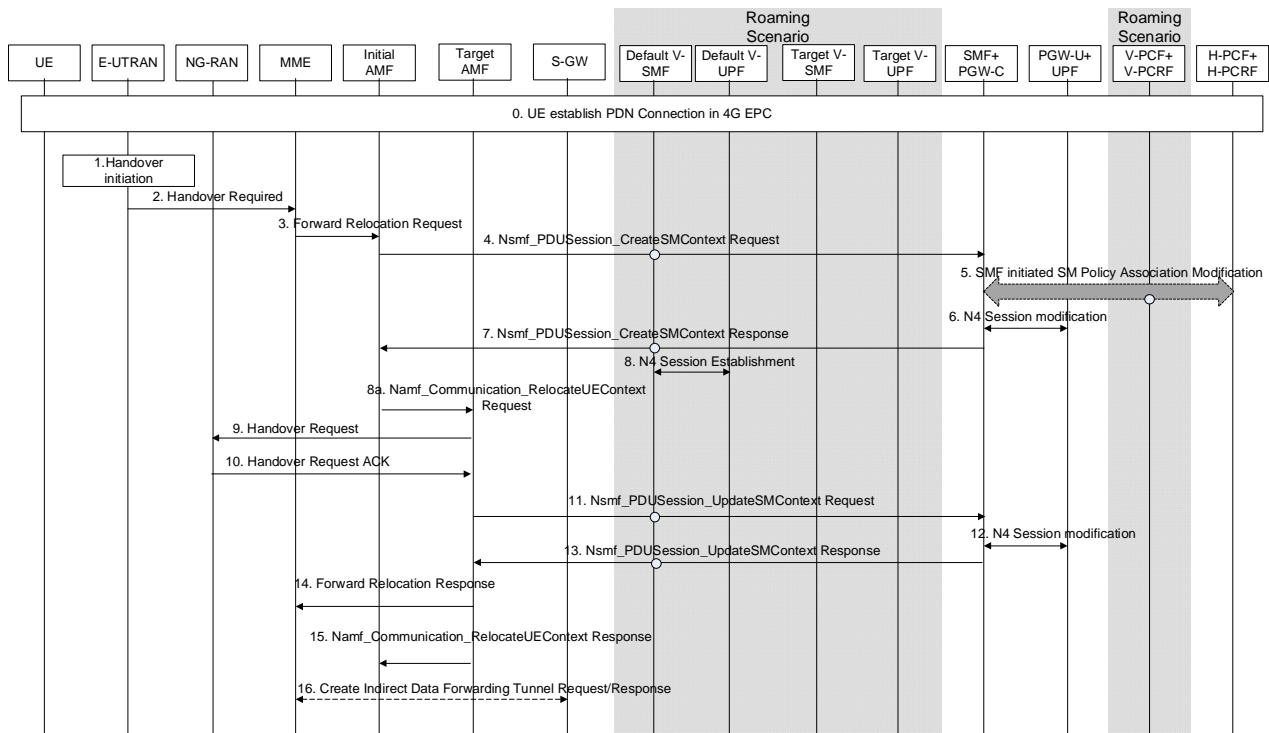 Roaming
Scenario
Roaming
Scenario
UE
E-UTRAN
NG-RAN
MME
Initial
AMF
Target
AMF
S-GW
Default V-
SMF
Default V-
UPF
Target V-
SMF
Target V-
UPF
SMF+
PGW-C
PGW-U+
UPF
V-PCF+
V-PCRF
H-PCF+
H-PCRF
0. UE establish PDN Connection in 4G EPC
1.Handover
initiation
2. Handover Required
3. Forward Relocation Request
4. Nsmf_PDUSession_CreateSMContext Request
5. SMF initiated SM Policy Association Modification
6. N4 Session modification
7. Nsmf_PDUSession_CreateSMContext Response
8. N4 Session Establishment
8a. Namf_Communication_RelocateUEContext
Request
9. Handover Request
10. Handover Request ACK
11. Nsmf_PDUSession_UpdateSMContext Request
12. N4 Session modification
13. Nsmf_PDUSession_UpdateSMContext Response
14. Forward Relocation Response
15. Namf_Communication_RelocateUEContext Response
16. Create Indirect Data Forwarding Tunnel Request/Response